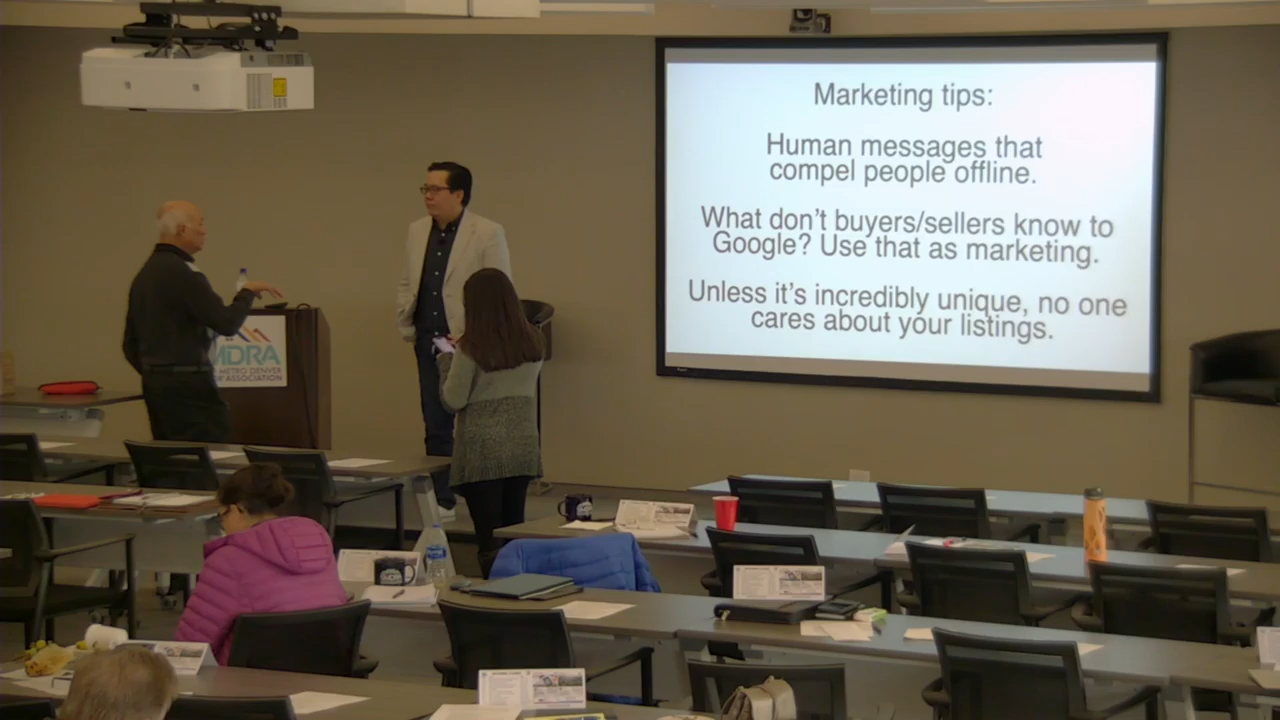 Marketing tips:
Human messages that
compel people offline.
What don't buyers/sellers know to
Google? Use that as marketing.
Unless it's incredibly unique, no one
cares about your listings.
MDRA
METRO DENVER
ASSOCIATION